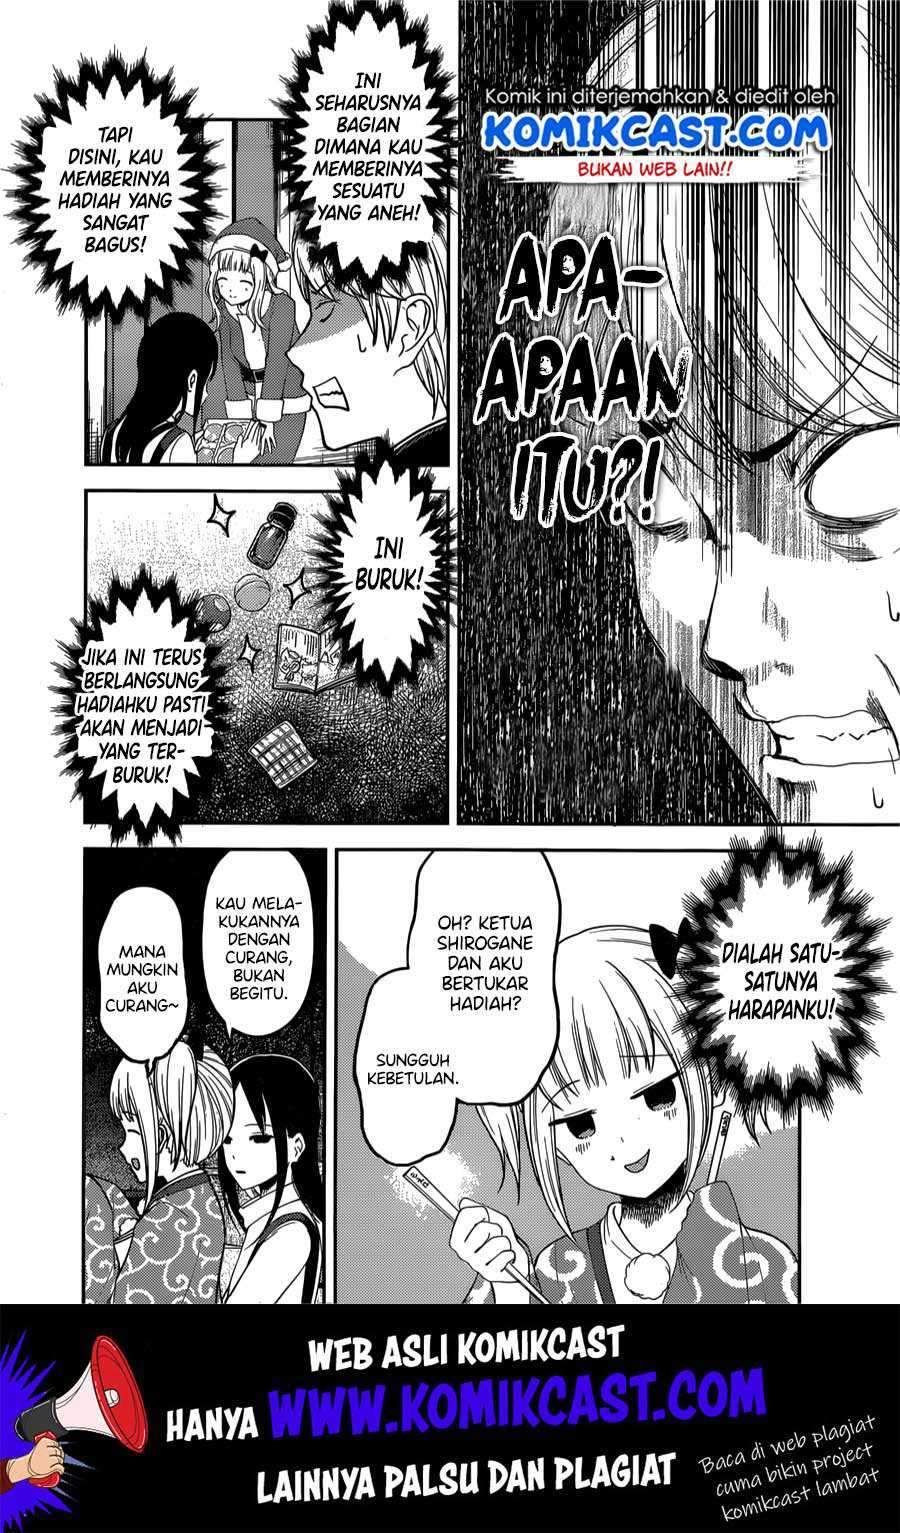 Komik ini diterjemahkan & diedit oleh
KOMIKCAST.COM
BUKAN WEB LAIN!!
APA-
APAAN
ITU?!
INI
SEHARUSNYA
BAGIAN
DIMANA KAU
MEMBERINYA
SESUATU
YANG ANEH!
TAPI
DISINI, KAU
MEMBERINYA
HADIAH YANG
SANGAT
BAGUS!
INI
BURUK!
JIKA INI TERUS
BERLANGSUNG
HADIAHKU PASTI
AKAN MENJADI
YANG TER-
BURUK!
DIALAH SATU-
SATUNYA
HARAPANKU!
OH? KETUA
SHIROGANE
DAN AKU
BERTUKAR
HADIAH?
SUNGGUH
KEBETULAN.
KAU MELA-
KUKANNYA
DENGAN
CURANG,
BUKAN
BEGITU.
MANA
MUNGKIN
AKU
CURANG~
WEB ASLI KOMIKCAST
HANYA WWW.KOMIKCAST.COM
LAINNYA PALSU DAN PLAGIAT
Baca di web plagiat
cuma bikin project
komikcast lambat